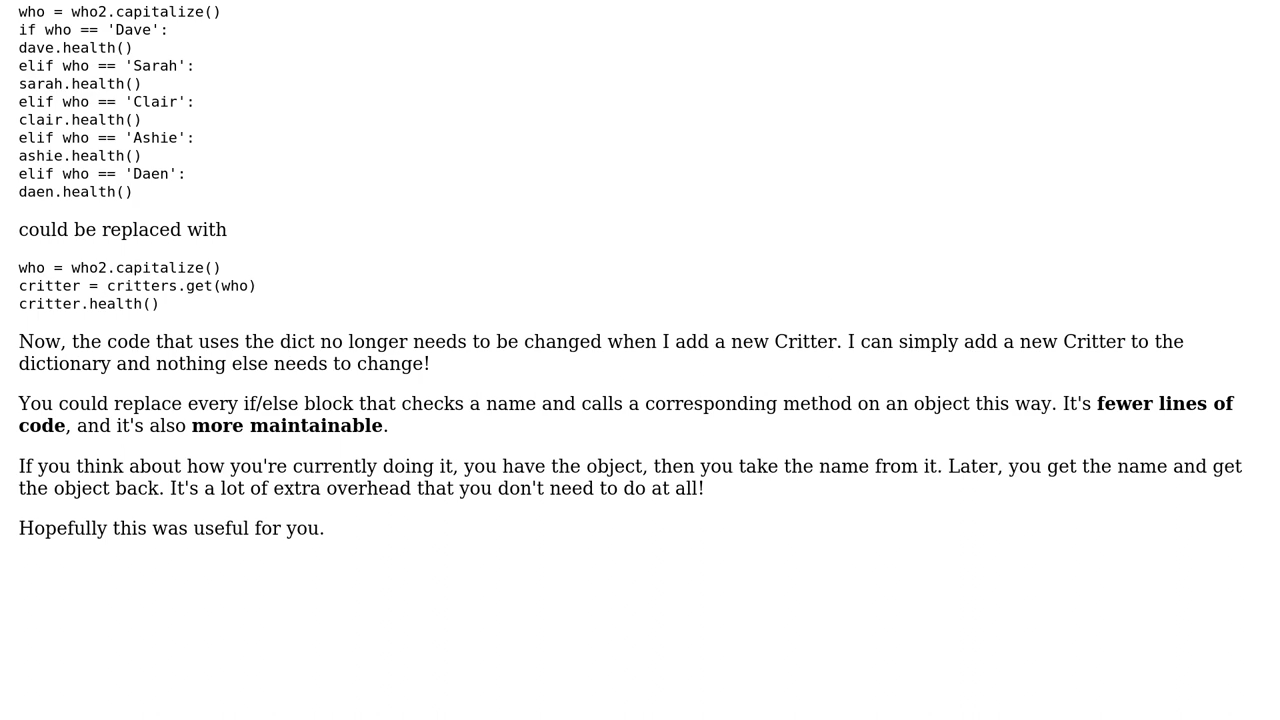 who = who2.capitalize()
if who == 'Dave':
dave.health()
elif who == 'Sarah':
sarah.health()
elif who == 'Clair':
clair.health()
elif who == 'Ashie':
ashie.health()
elif who == 'Daen':
daen.health()
could be replaced with
who = who2.capitalize()
critter = critters.get(who)
critter.health()
Now, the code that uses the dict no longer needs to be changed when I add a new Critter. I can simply add a new Critter to the
dictionary and nothing else needs to change!
You could replace every if/else block that checks a name and calls a corresponding method on an object this way. It's fewer lines of
code, and it's also more maintainable.
If you think about how you're currently doing it, you have the object, then you take the name from it. Later, you get the name and get
the object back. It's a lot of extra overhead that you don't need to do at all!
Hopefully this was useful for you.